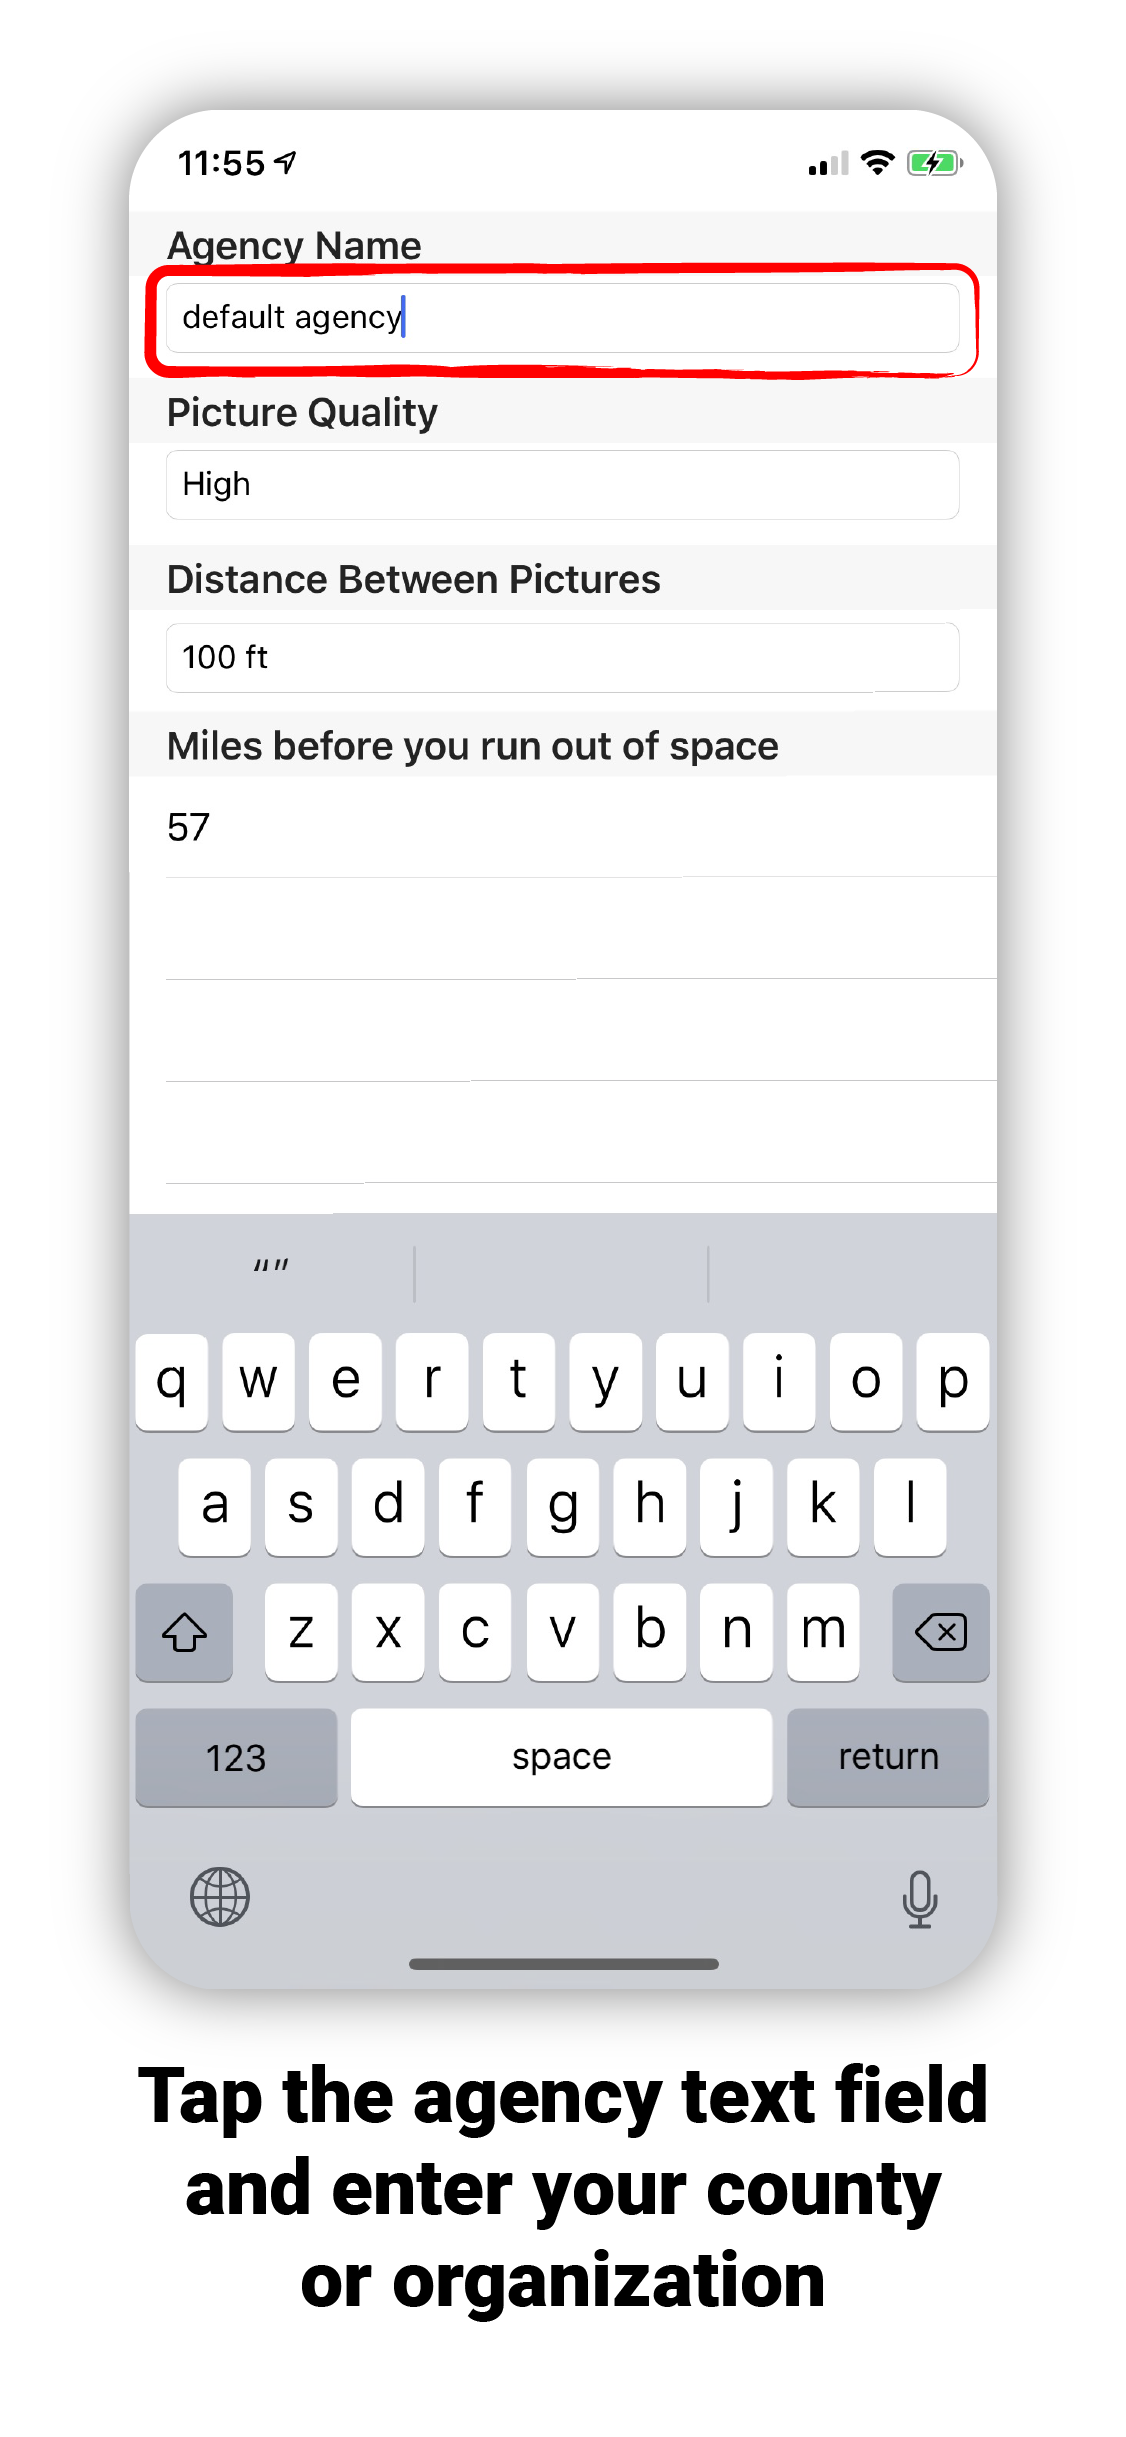 11:55
Agency Name
default agency
Picture Quality
High
Distance Between Pictures
100 ft
Miles before you run out of space
57
“”
q w e r t y u i o p
a s d f g h j k l
z x c v b n m
123 space return
Tap the agency text field
and enter your county
or organization